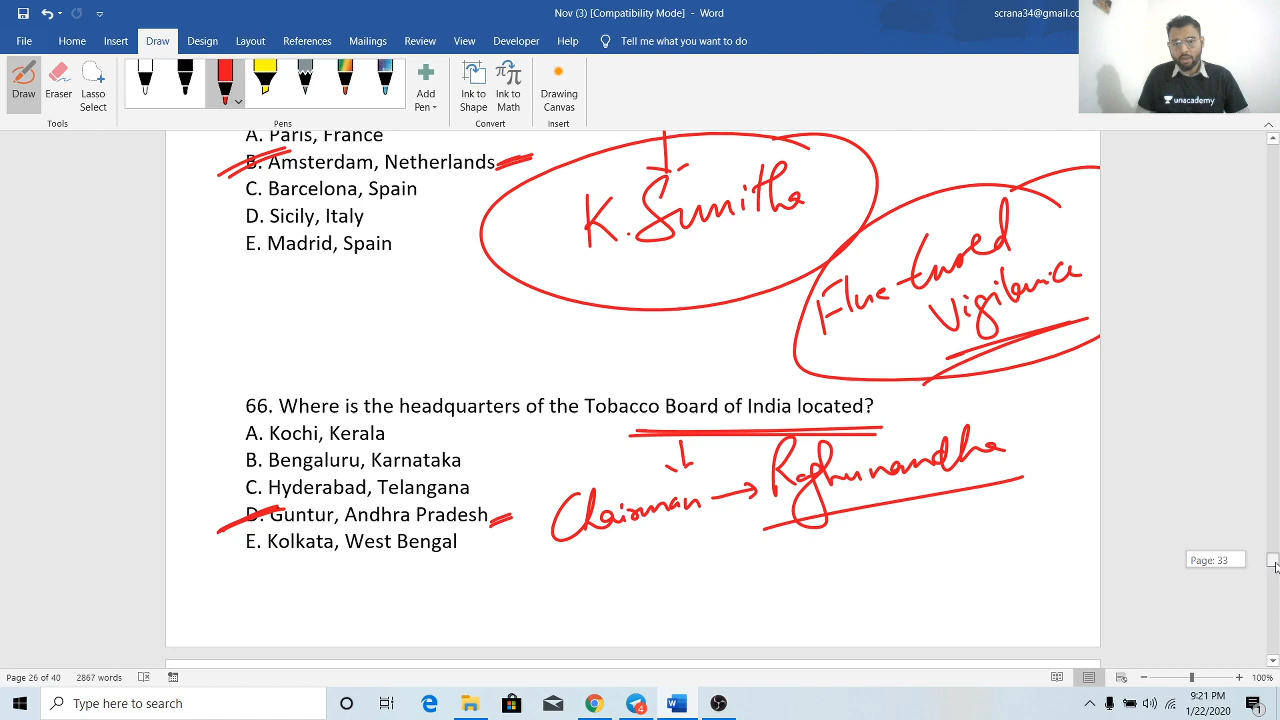 Nov (3) [Compatibility Mode] - Word
scrana34@gmail.co
File Home Insert Draw Design Layout References Mailings Review View Developer Help Tell me what you want to do
Draw Eraser Lasso Select Add Pen Ink to Shape Ink to Math Drawing Canvas
Tools Pens Convert Insert
unacademy
A. Paris, France
B. Amsterdam, Netherlands
C. Barcelona, Spain
D. Sicily, Italy
E. Madrid, Spain
K. Sunitha
Flue-cured
Vigilance
66. Where is the headquarters of the Tobacco Board of India located?
A. Kochi, Kerala
B. Bengaluru, Karnataka
C. Hyderabad, Telangana
D. Guntur, Andhra Pradesh
E. Kolkata, West Bengal
Chairman → Raghunandha
Page: 33
Page 26 of 40 2867 words 100%
Type here to search
4
9:21 PM
1/22/2020
1